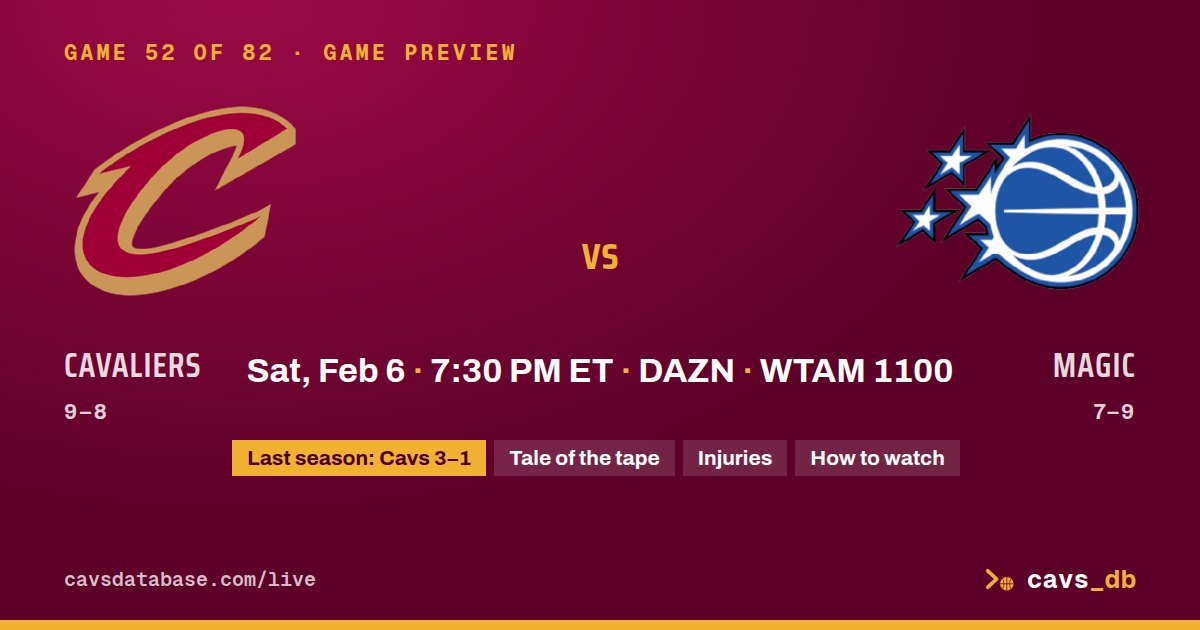 GAME 52 OF 82 · GAME PREVIEW
VS
CAVALIERS
9–8
Sat, Feb 6 · 7:30 PM ET · DAZN · WTAM 1100
MAGIC
7–9
Last season: Cavs 3–1
Tale of the tape
Injuries
How to watch
cavsdatabase.com/live
cavs_db